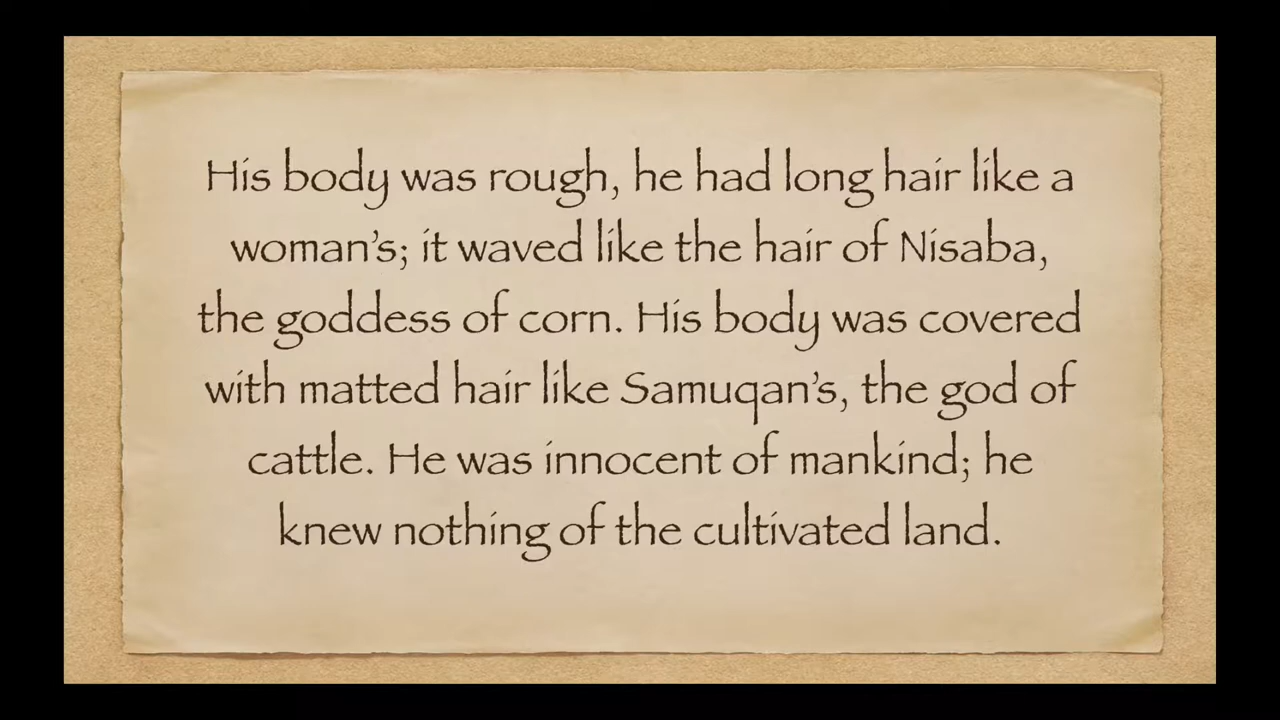 His body was rough, he had long hair like a
woman's; it waved like the hair of Nisaba,
the goddess of corn. His body was covered
with matted hair like Samuqan's, the god of
cattle. He was innocent of mankind; he
knew nothing of the cultivated land.